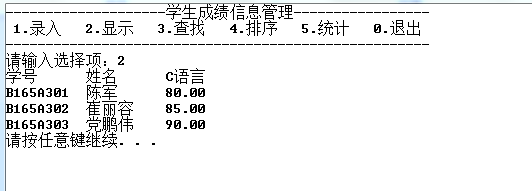 --------------------学生成绩信息管理-----------------
1.录入   2.显示   3.查找   4.排序   5.统计   0.退出
-----------------------------------------------------
请输入选择项：2
学号      姓名      C语言
B165A301  陈军      80.00
B165A302  崔丽容    85.00
B165A303  党鹏伟    90.00
请按任意键继续. . .